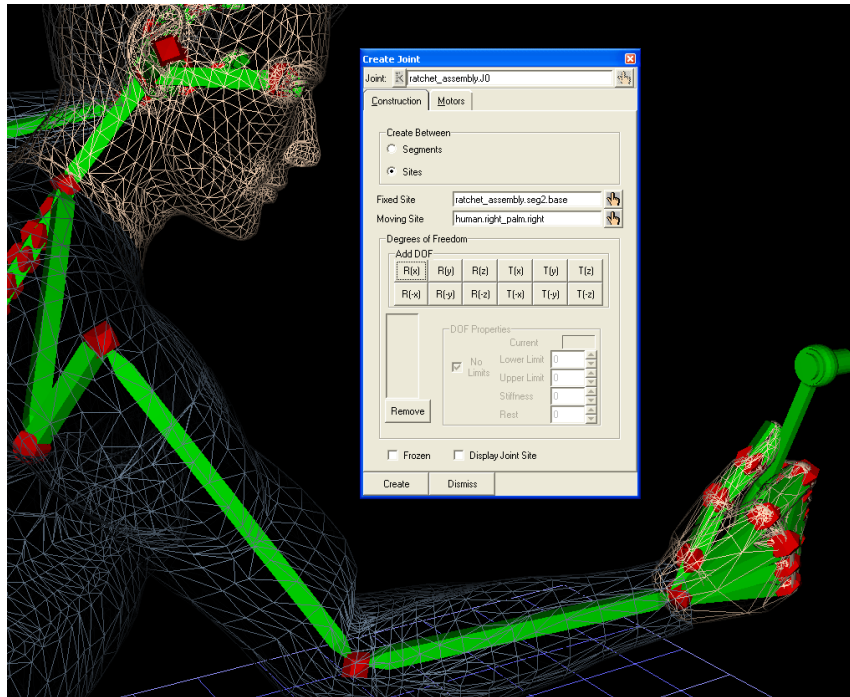 Create Joint
Joint: ratchet_assembly.J0
Construction Motors
Create Between
Segments
Sites
Fixed Site ratchet_assembly.seg2.base
Moving Site human.right_palm.right
Degrees of Freedom
Add DOF
R(x) R(y) R(z) T(x) T(y) T(z)
R(-x) R(-y) R(-z) T(-x) T(-y) T(-z)
DOF Properties
Current
No Limits
Lower Limit 0
Upper Limit 0
Stiffness 0
Rest 0
Remove
Frozen Display Joint Site
Create Dismiss